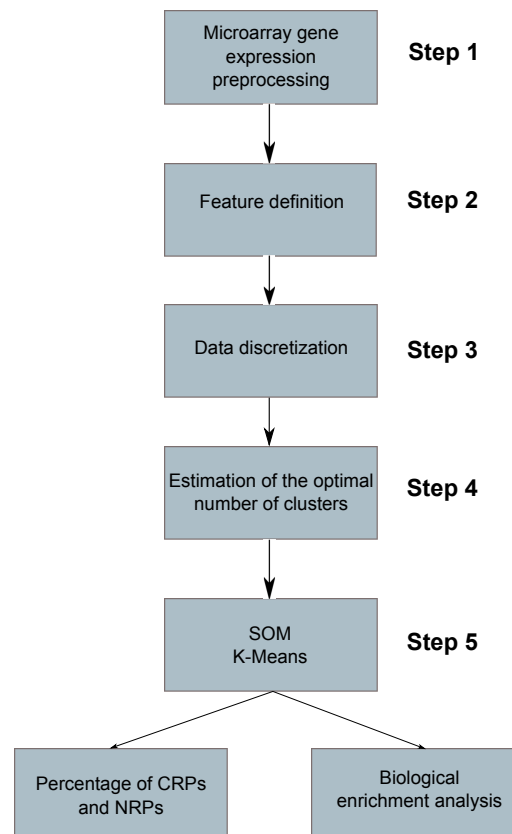 Microarray gene
expression
preprocessing
Step 1
Feature definition
Step 2
Data discretization
Step 3
Estimation of the optimal
number of clusters
Step 4
SOM
K-Means
Step 5
Percentage of CRPs
and NRPs
Biological
enrichment analysis